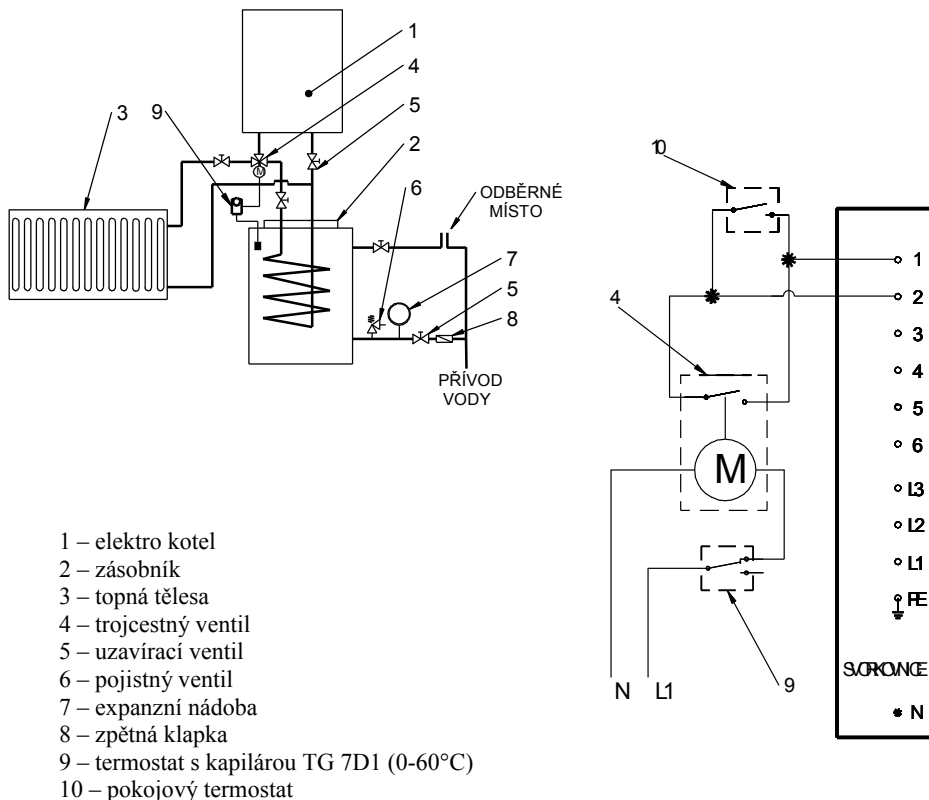 1
4
5
3
9
2
6
ODBĚRNÉ
MÍSTO
7
5
8
M
PŘÍVOD
VODY
10
4
M
N
L1
9
1
2
3
4
5
6
L3
L2
L1
PE
SVORKOVNICE
N
1 – elektro kotel
2 – zásobník
3 – topná tělesa
4 – trojcestný ventil
5 – uzavírací ventil
6 – pojistný ventil
7 – expanzní nádoba
8 – zpětná klapka
9 – termostat s kapilárou TG 7D1 (0-60°C)
10 – pokojový termostat